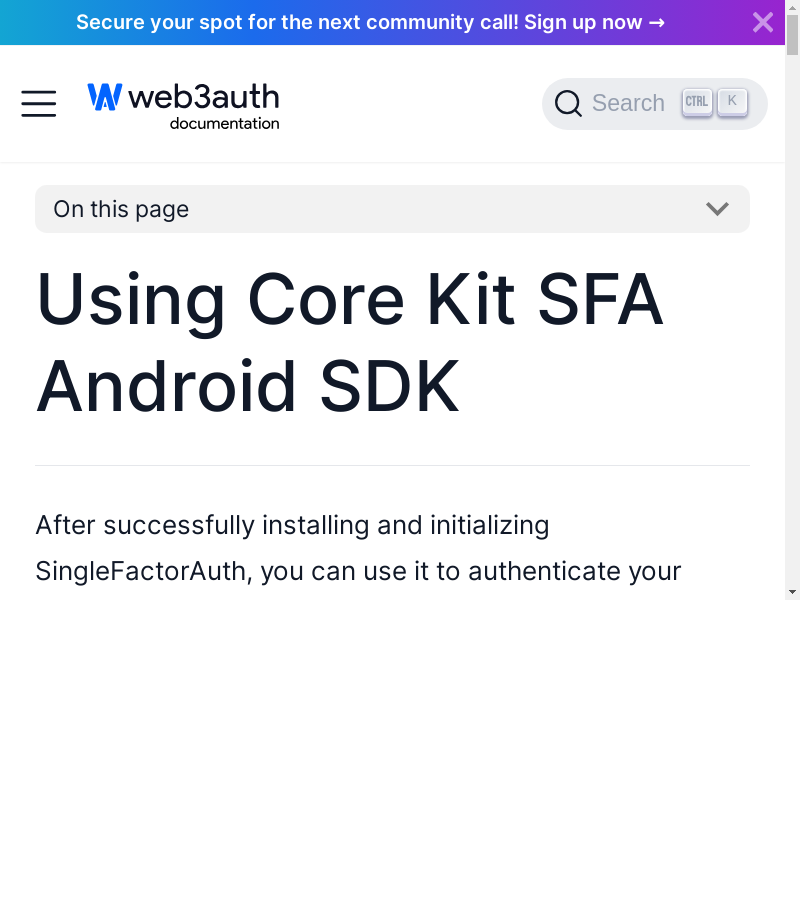 Secure your spot for the next community call! Sign up now →
web3auth
documentation
Search CTRL K
On this page
Using Core Kit SFA
Android SDK
After successfully installing and initializing
SingleFactorAuth, you can use it to authenticate your